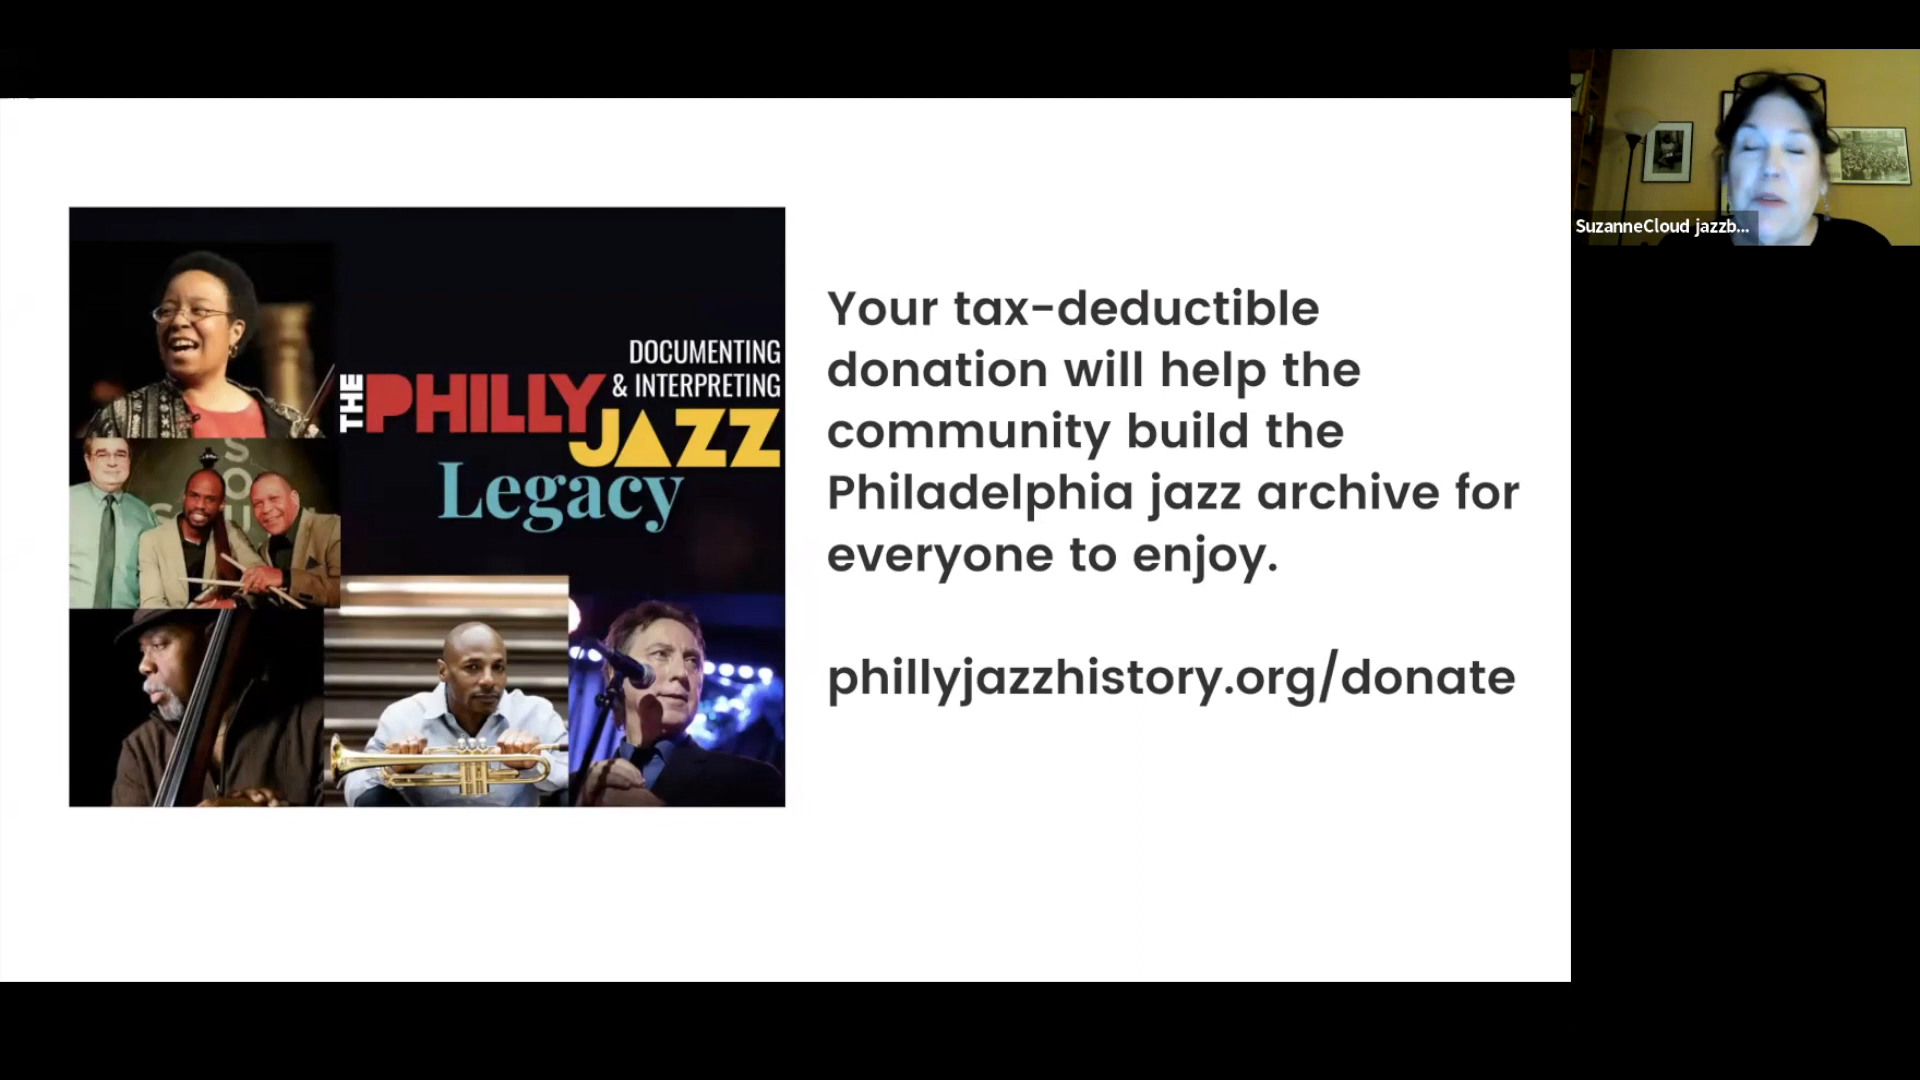 DOCUMENTING
& INTERPRETING
THE PHILLY
JAZZ
Legacy
Your tax-deductible
donation will help the
community build the
Philadelphia jazz archive for
everyone to enjoy.
phillyjazzhistory.org/donate
SuzanneCloud jazzb...